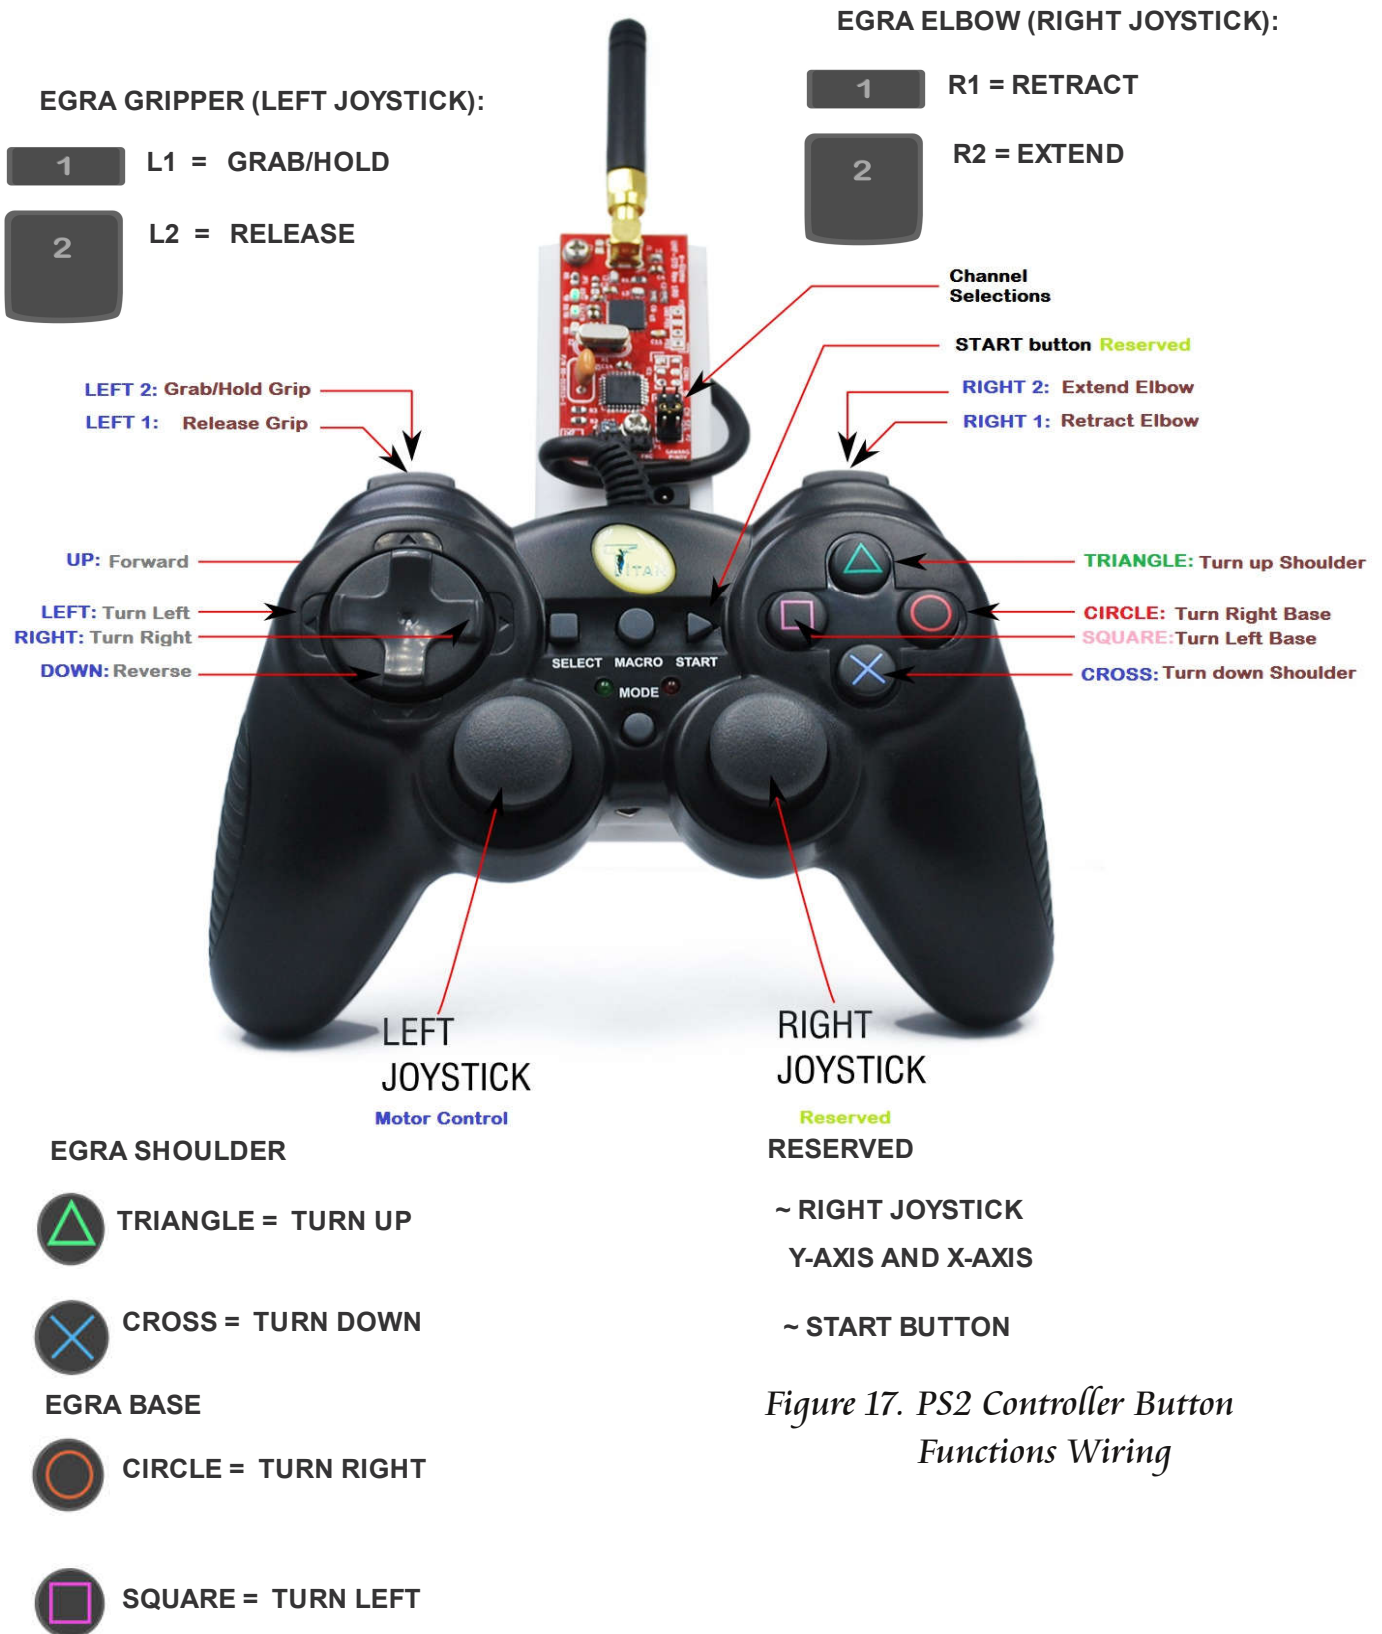 EGRA ELBOW (RIGHT JOYSTICK):
1
R1 = RETRACT
2
R2 = EXTEND
EGRA GRIPPER (LEFT JOYSTICK):
1
L1 = GRAB/HOLD
2
L2 = RELEASE
Channel
Selections
START button Reserved
LEFT 2: Grab/Hold Grip
LEFT 1: Release Grip
RIGHT 2: Extend Elbow
RIGHT 1: Retract Elbow
UP: Forward
LEFT: Turn Left
RIGHT: Turn Right
DOWN: Reverse
TITAN
SELECT MACRO START
MODE
TRIANGLE: Turn up Shoulder
CIRCLE: Turn Right Base
SQUARE: Turn Left Base
CROSS: Turn down Shoulder
LEFT
JOYSTICK
Motor Control
RIGHT
JOYSTICK
Reserved
EGRA SHOULDER
TRIANGLE = TURN UP
CROSS = TURN DOWN
EGRA BASE
CIRCLE = TURN RIGHT
SQUARE = TURN LEFT
RESERVED
~ RIGHT JOYSTICK
Y-AXIS AND X-AXIS
~ START BUTTON
Figure 17. PS2 Controller Button
Functions Wiring